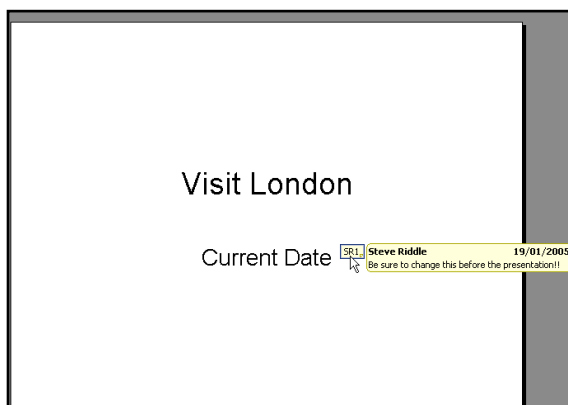 Visit London
Current Date SR1 Steve Riddle 19/01/2005
Be sure to change this before the presentation!!